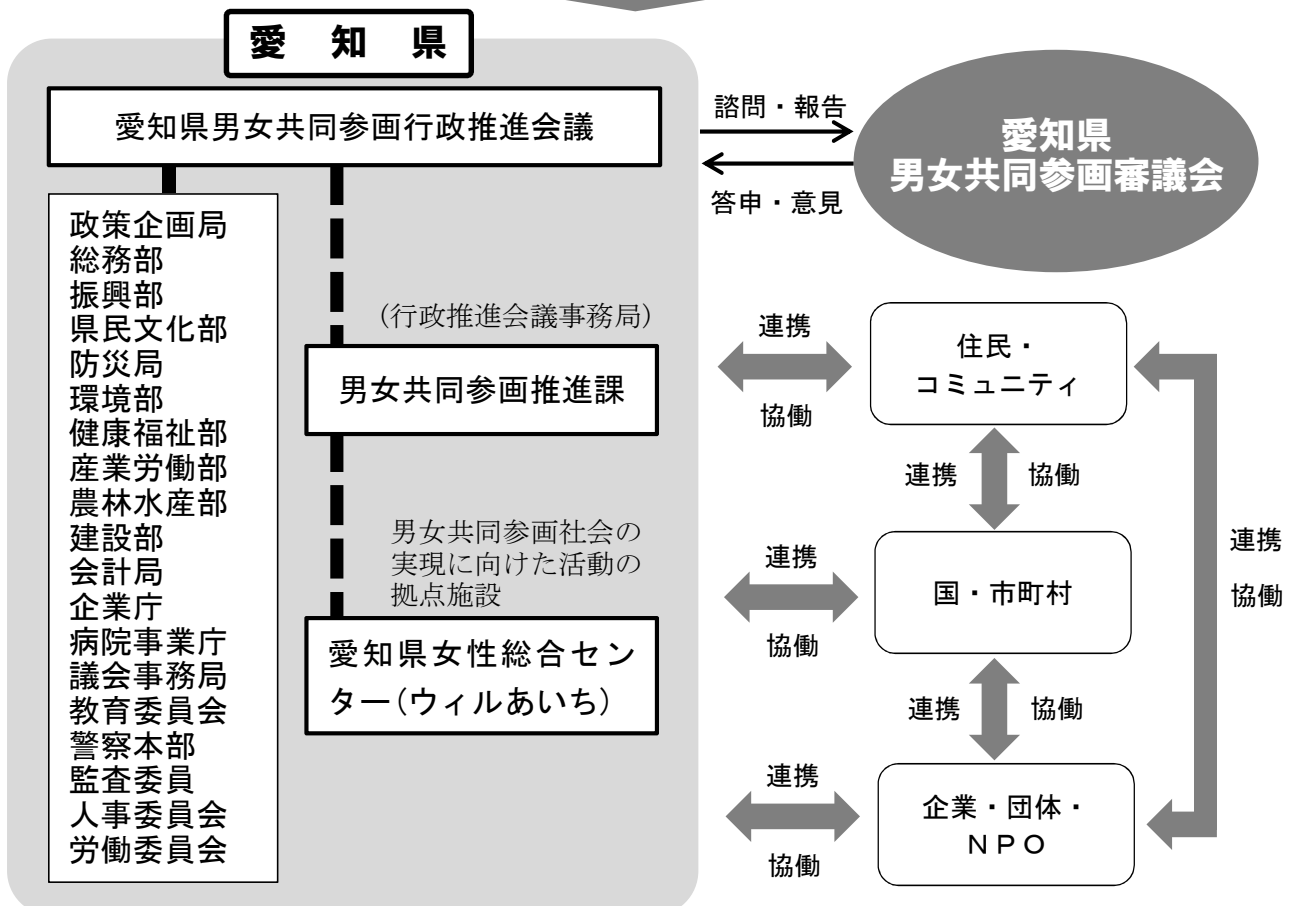 愛 知 県
愛知県男女共同参画行政推進会議
諮問・報告
答申・意見
愛知県
男女共同参画審議会
政策企画局
総務部
振興部
県民文化部
防災局
環境部
健康福祉部
産業労働部
農林水産部
建設部
会計局
企業庁
病院事業庁
議会事務局
教育委員会
警察本部
監査委員
人事委員会
労働委員会
(行政推進会議事務局)
男女共同参画推進課
男女共同参画社会の
実現に向けた活動の
拠点施設
愛知県女性総合セン
ター(ウィルあいち)
連携
協働
住民・
コミュニティ
連携 協働
連携
協働
国・市町村
連携 協働
連携
協働
企業・団体・
NPO
連携
協働